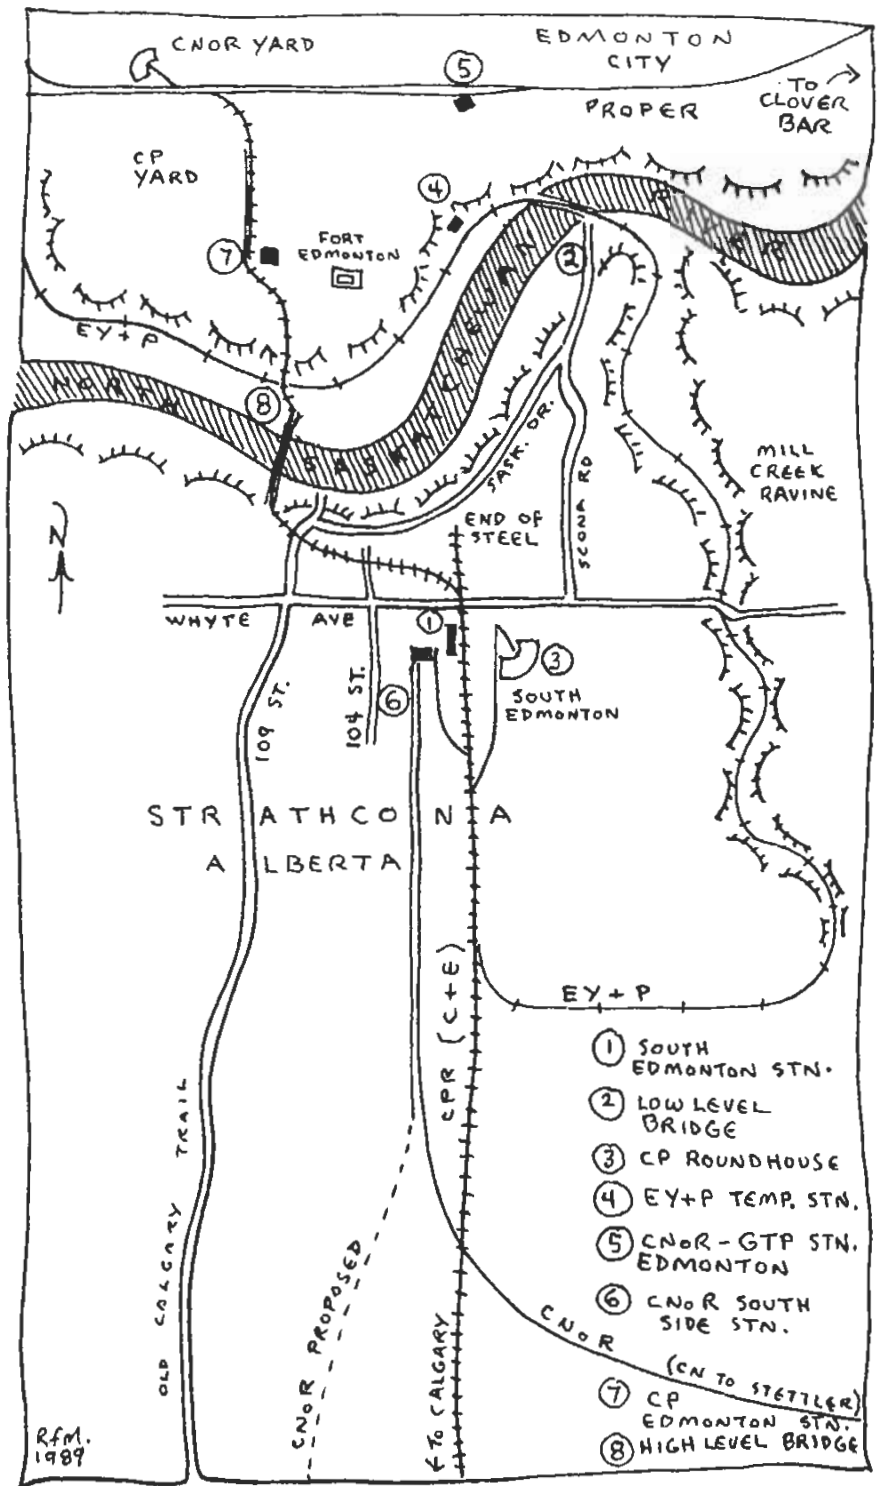 CNOR YARD
EDMONTON
CITY
PROPER
5
TO
CLOVER
BAR
CP
YARD
4
7
FORT
EDMONTON
2
EY+P
NORTH
SASKATCHEWAN
8
SASK. DR.
SCONA RD
MILL
CREEK
RAVINE
N
END OF
STEEL
WHYTE AVE
1
3
SOUTH
EDMONTON
109 ST.
104 ST.
6
STRATHCONA
ALBERTA
CPR (C+E)
EY+P
1 SOUTH
EDMONTON STN.
2 LOW LEVEL
BRIDGE
3 CP ROUNDHOUSE
4 EY+P TEMP. STN.
5 CNOR-GTP STN.
EDMONTON
6 CNOR SOUTH
SIDE STN.
7 CP
EDMONTON STN.
8 HIGH LEVEL BRIDGE
OLD CALGARY TRAIL
CNOR PROPOSED
TO CALGARY
CNOR
(CN TO STETTLER)
RfM.
1989